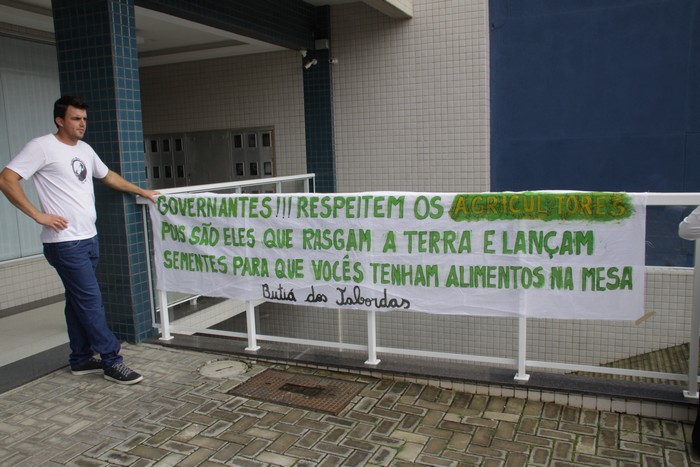 GOVERNANTES!!! RESPEITEM OS AGRICULTORES
POIS SÃO ELES QUE RASGAM A TERRA E LANÇAM
SEMENTES PARA QUE VOCÊS TENHAM ALIMENTOS NA MESA
Butiá dos Tabordas